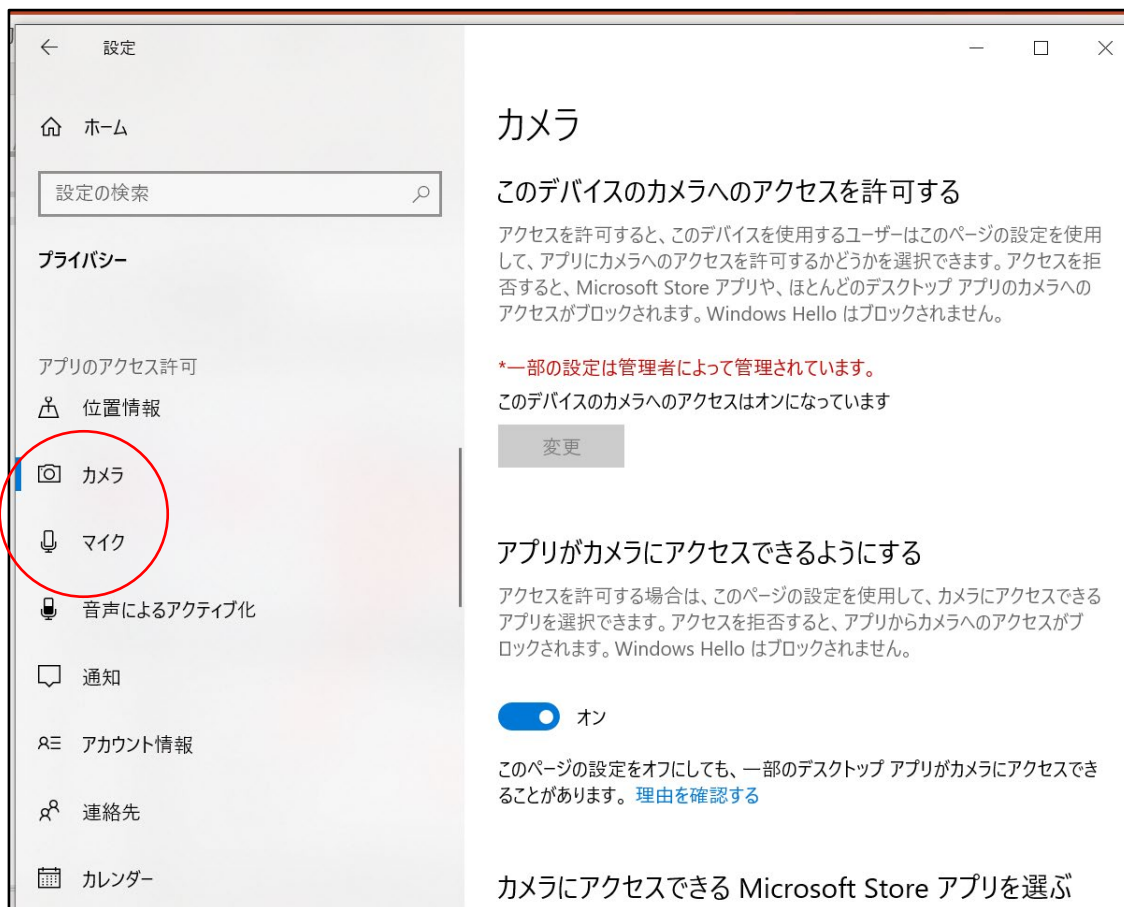 設定
ホーム
設定の検索
プライバシー
アプリのアクセス許可
位置情報
カメラ
マイク
音声によるアクティブ化
通知
アカウント情報
連絡先
カレンダー
カメラ
このデバイスのカメラへのアクセスを許可する
アクセスを許可すると、このデバイスを使用するユーザーはこのページの設定を使用
して、アプリにカメラへのアクセスを許可するかどうかを選択できます。アクセスを拒
否すると、Microsoft Store アプリや、ほとんどのデスクトップ アプリのカメラへの
アクセスがブロックされます。Windows Hello はブロックされません。
*一部の設定は管理者によって管理されています。
このデバイスのカメラへのアクセスはオンになっています
変更
アプリがカメラにアクセスできるようにする
アクセスを許可する場合は、このページの設定を使用して、カメラにアクセスできる
アプリを選択できます。アクセスを拒否すると、アプリからカメラへのアクセスがブ
ロックされます。Windows Hello はブロックされません。
オン
このページの設定をオフにしても、一部のデスクトップ アプリがカメラにアクセスでき
ることがあります。 理由を確認する
カメラにアクセスできる Microsoft Store アプリを選ぶ